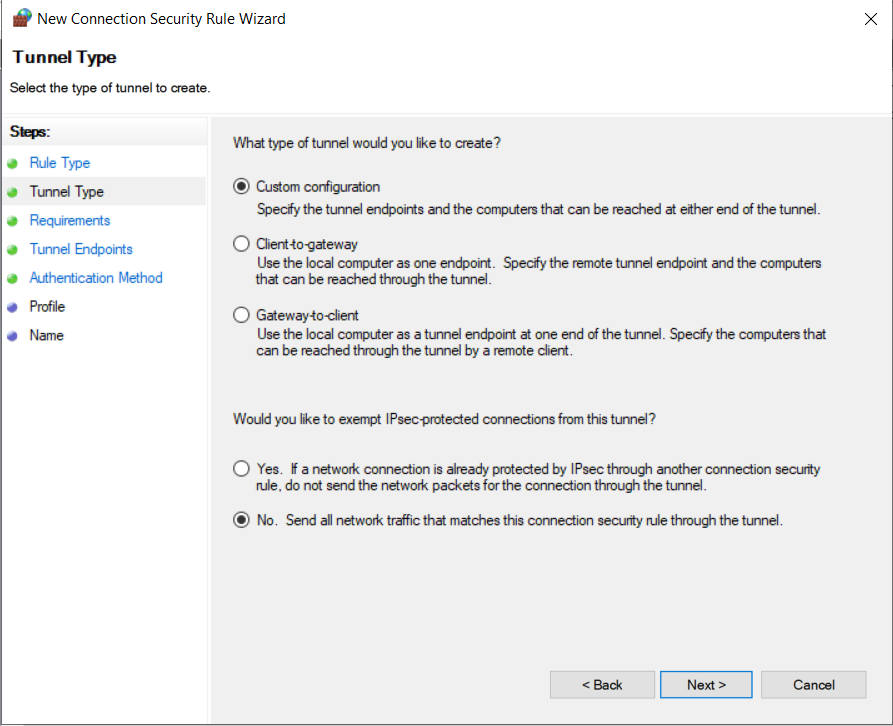 New Connection Security Rule Wizard
Tunnel Type
Select the type of tunnel to create.
Steps:
Rule Type
Tunnel Type
Requirements
Tunnel Endpoints
Authentication Method
Profile
Name
What type of tunnel would you like to create?
Custom configuration
Specify the tunnel endpoints and the computers that can be reached at either end of the tunnel.
Client-to-gateway
Use the local computer as one endpoint. Specify the remote tunnel endpoint and the computers
that can be reached through the tunnel.
Gateway-to-client
Use the local computer as a tunnel endpoint at one end of the tunnel. Specify the computers that
can be reached through the tunnel by a remote client.
Would you like to exempt IPsec-protected connections from this tunnel?
Yes. If a network connection is already protected by IPsec through another connection security
rule, do not send the network packets for the connection through the tunnel.
No. Send all network traffic that matches this connection security rule through the tunnel.
< Back
Next >
Cancel